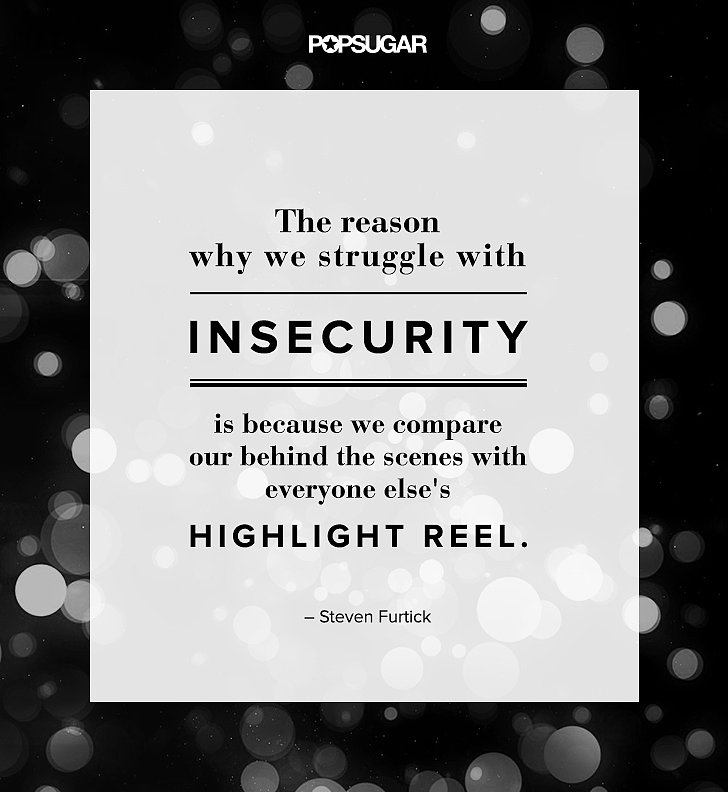 POPSUGAR
The reason
why we struggle with
INSECURITY
is because we compare
our behind the scenes with
everyone else's
HIGHLIGHT REEL.
– Steven Furtick